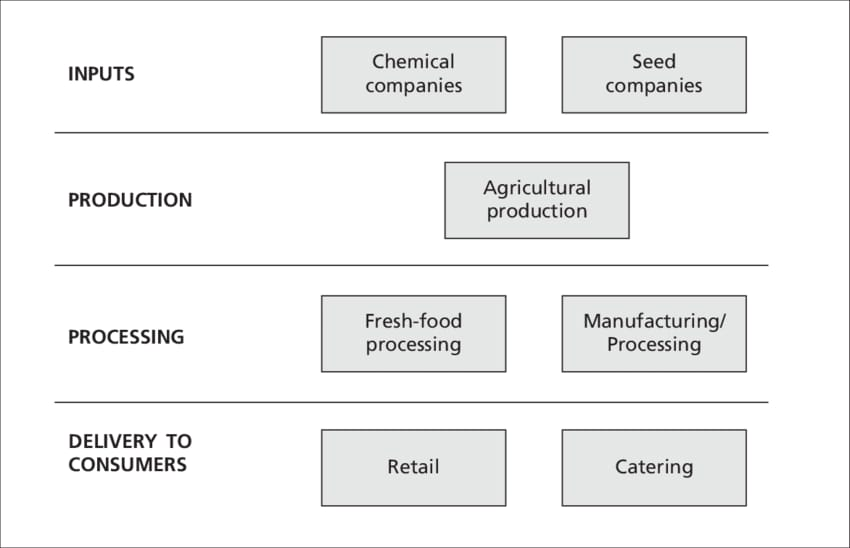 INPUTS
Chemical
companies
Seed
companies
PRODUCTION
Agricultural
production
PROCESSING
Fresh-food
processing
Manufacturing/
Processing
DELIVERY TO
CONSUMERS
Retail
Catering